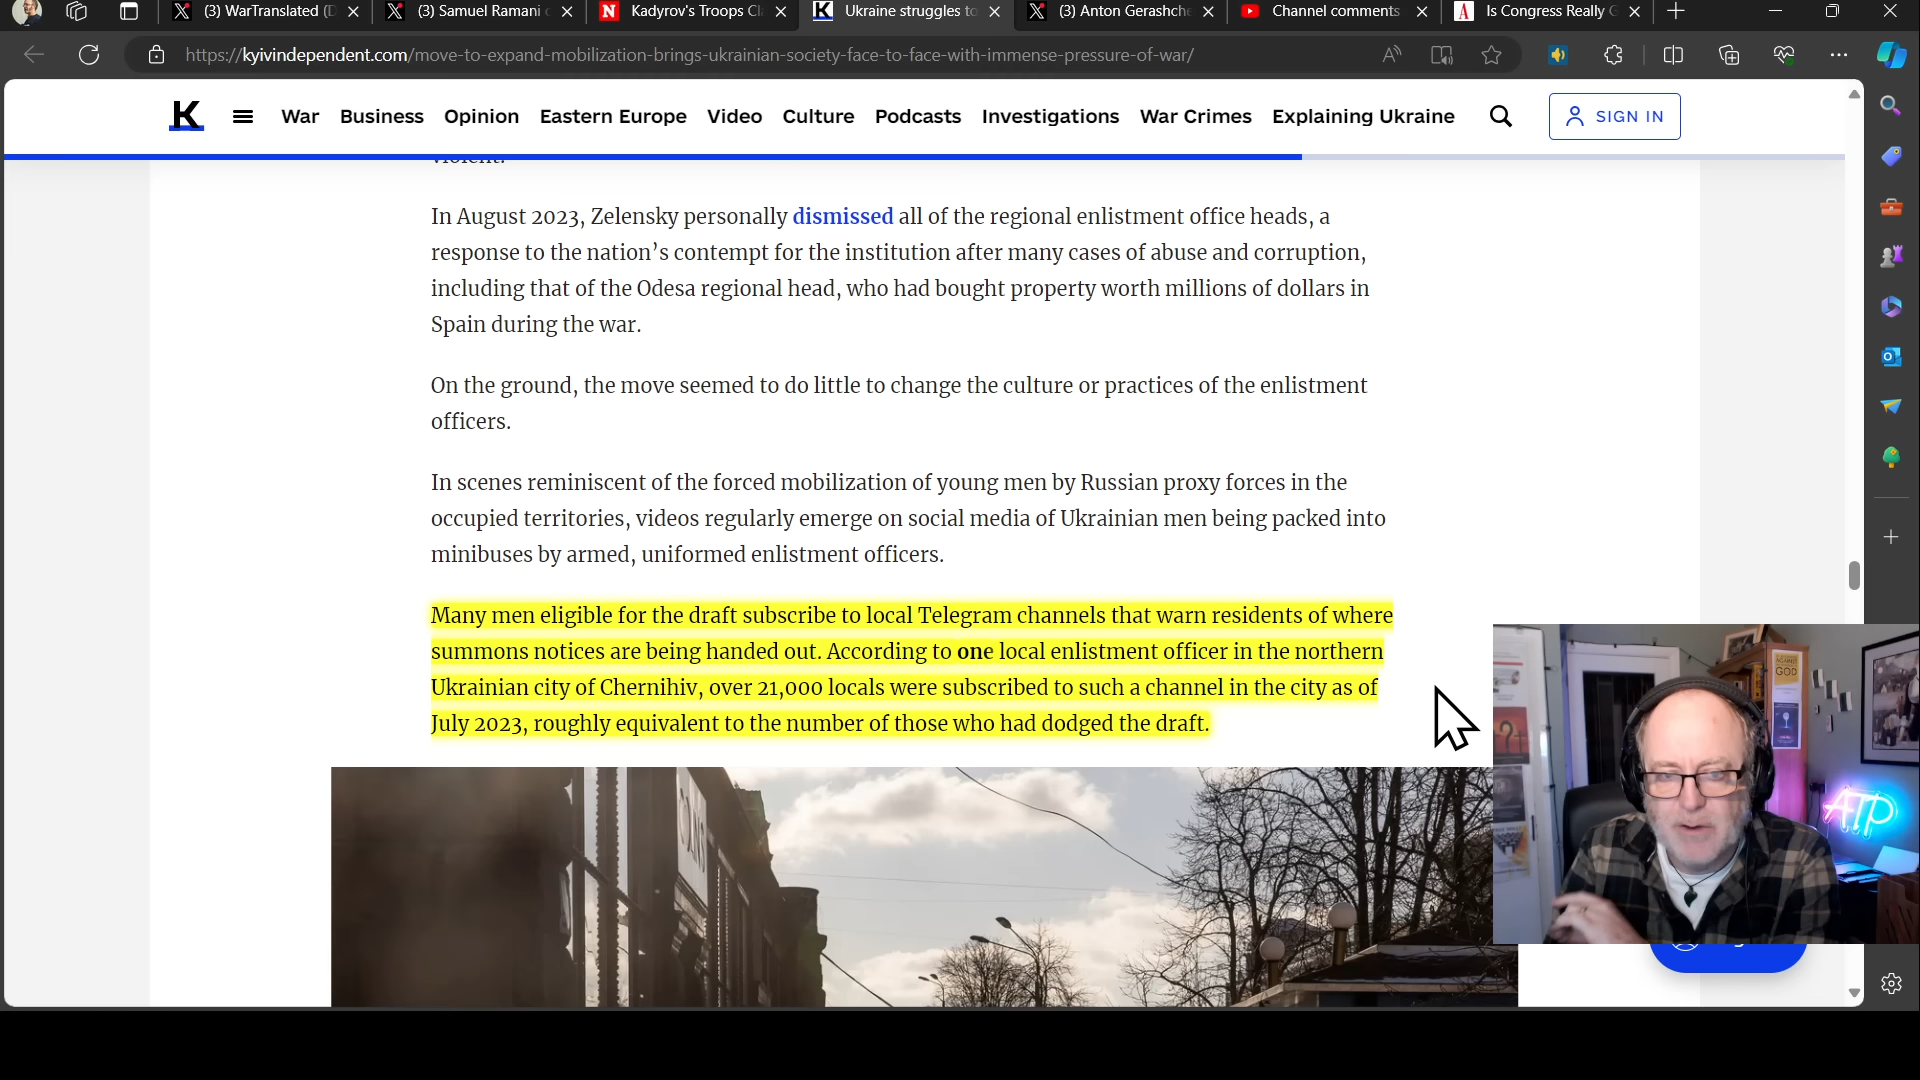 (3) WarTranslated (D
(3) Samuel Ramani
Kadyrov's Troops Cl
Ukraine struggles to
(3) Anton Gerashche
Channel comments
Is Congress Really G
https://kyivindependent.com/move-to-expand-mobilization-brings-ukrainian-society-face-to-face-with-immense-pressure-of-war/
K
War Business Opinion Eastern Europe Video Culture Podcasts Investigations War Crimes Explaining Ukraine
SIGN IN
violent.
In August 2023, Zelensky personally dismissed all of the regional enlistment office heads, a
response to the nation’s contempt for the institution after many cases of abuse and corruption,
including that of the Odesa regional head, who had bought property worth millions of dollars in
Spain during the war.
On the ground, the move seemed to do little to change the culture or practices of the enlistment
officers.
In scenes reminiscent of the forced mobilization of young men by Russian proxy forces in the
occupied territories, videos regularly emerge on social media of Ukrainian men being packed into
minibuses by armed, uniformed enlistment officers.
Many men eligible for the draft subscribe to local Telegram channels that warn residents of where
summons notices are being handed out. According to one local enlistment officer in the northern
Ukrainian city of Chernihiv, over 21,000 locals were subscribed to such a channel in the city as of
July 2023, roughly equivalent to the number of those who had dodged the draft.
GOD
ATP